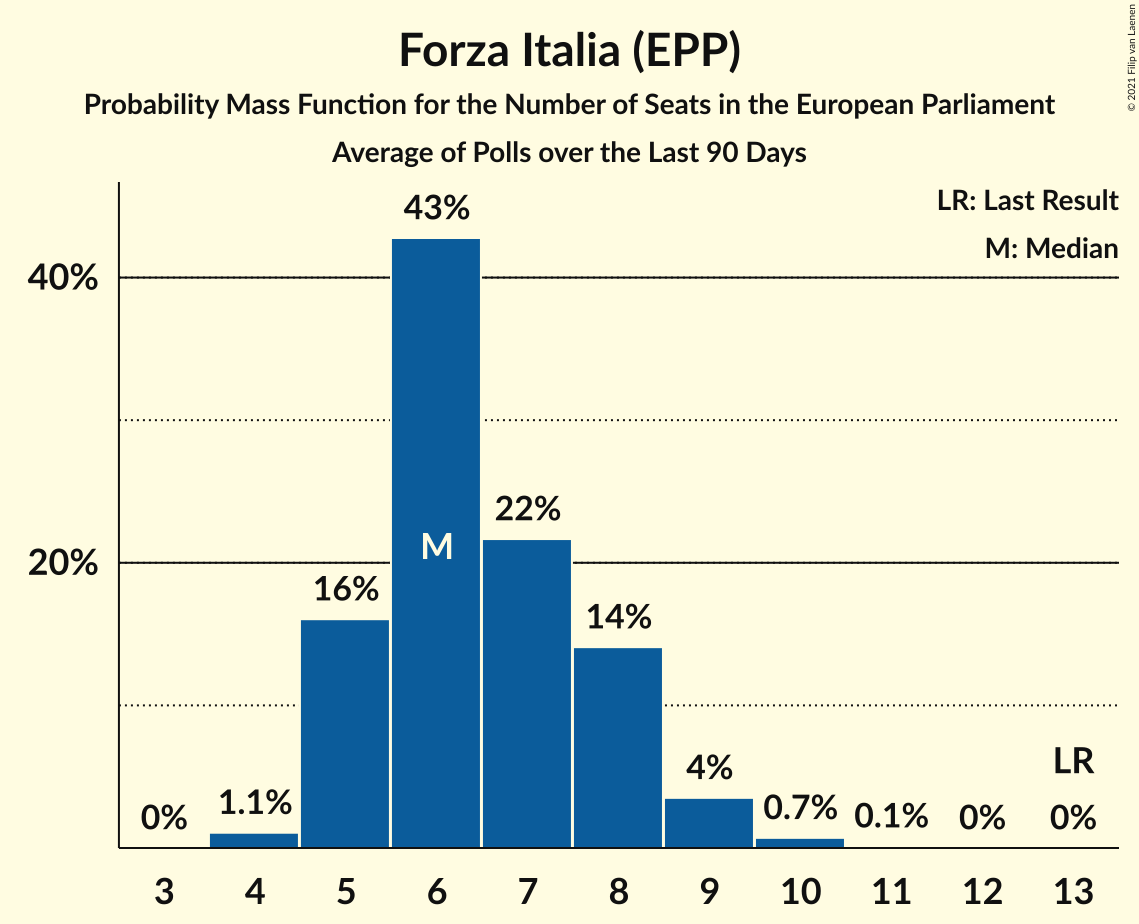 Forza Italia (EPP)
Probability Mass Function for the Number of Seats in the European Parliament
Average of Polls over the Last 90 Days
© 2021 Filip van Laenen
LR: Last Result
M: Median
40%
20%
0%
1.1%
16%
43%
M
22%
14%
4%
0.7%
0.1%
0%
LR
0%
3 4 5 6 7 8 9 10 11 12 13